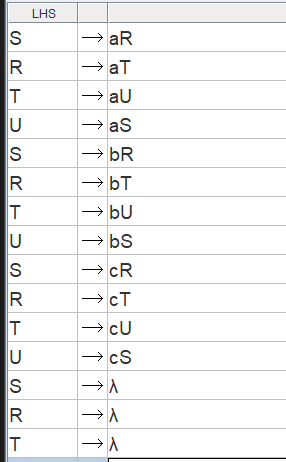 LHS
S → aR
R → aT
T → aU
U → aS
S → bR
R → bT
T → bU
U → bS
S → cR
R → cT
T → cU
U → cS
S → λ
R → λ
T → λ